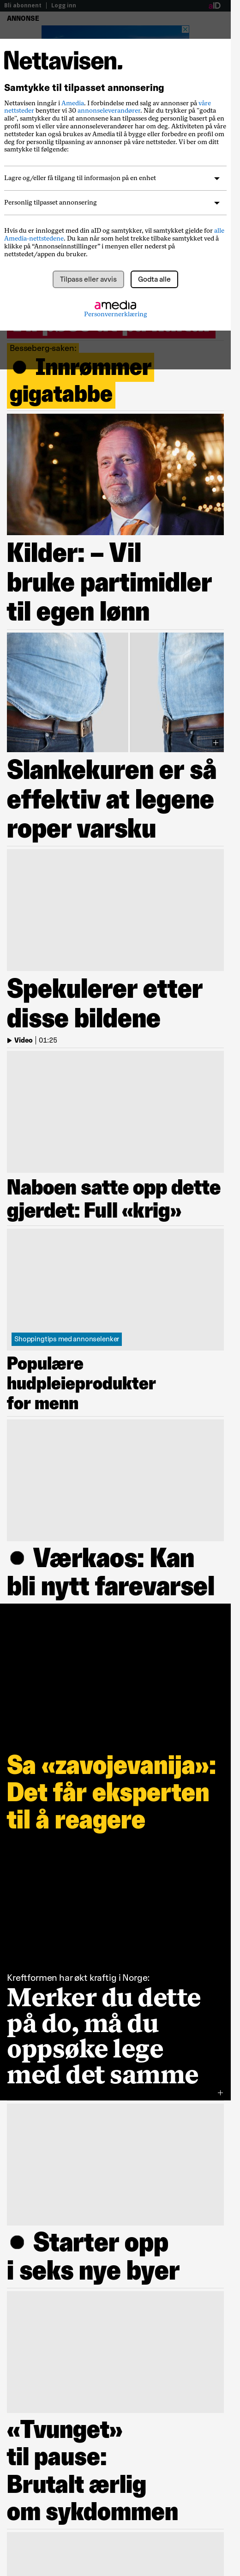 Bli abonnent | Logg inn
ANNONSE
Nettavisen.
Samtykke til tilpasset annonsering
Nettavisen inngår i Amedia. I forbindelse med salg av annonser på våre
nettsteder benytter vi 30 annonseleverandører. Når du trykker på "godta
alle", samtykker du til at annonser kan tilpasses deg personlig basert på en
profil som vi eller våre annonseleverandører har om deg. Aktiviteten på våre
nettsteder kan også brukes av Amedia til å bygge eller forbedre en profil om
deg for personlig tilpasning av annonser på våre nettsteder. Vi ber om ditt
samtykke til følgende:
Lagre og/eller få tilgang til informasjon på en enhet
Personlig tilpasset annonsering
Hvis du er innlogget med din aID og samtykker, vil samtykket gjelde for alle
Amedia-nettstedene. Du kan når som helst trekke tilbake samtykket ved å
klikke på “Annonseinnstillinger” i menyen eller nederst på
nettstedet/appen du bruker.
Tilpass eller avvis
Godta alle
amedia
Personvernerklæring
Besseberg-saken:
Innrømmer
gigatabbe
Kilder: – Vil
bruke partimidler
til egen lønn
Slankekuren er så
effektiv at legene
roper varsku
Spekulerer etter
disse bildene
Video | 01:25
Naboen satte opp dette
gjerdet: Full «krig»
Shoppingtips med annonselenker
Populære
hudpleieprodukter
for menn
Værkaos: Kan
bli nytt farevarsel
Sa «zavojevanija»:
Det får eksperten
til å reagere
Kreftformen har økt kraftig i Norge:
Merker du dette
på do, må du
oppsøke lege
med det samme
Starter opp
i seks nye byer
«Tvunget»
til pause:
Brutalt ærlig
om sykdommen